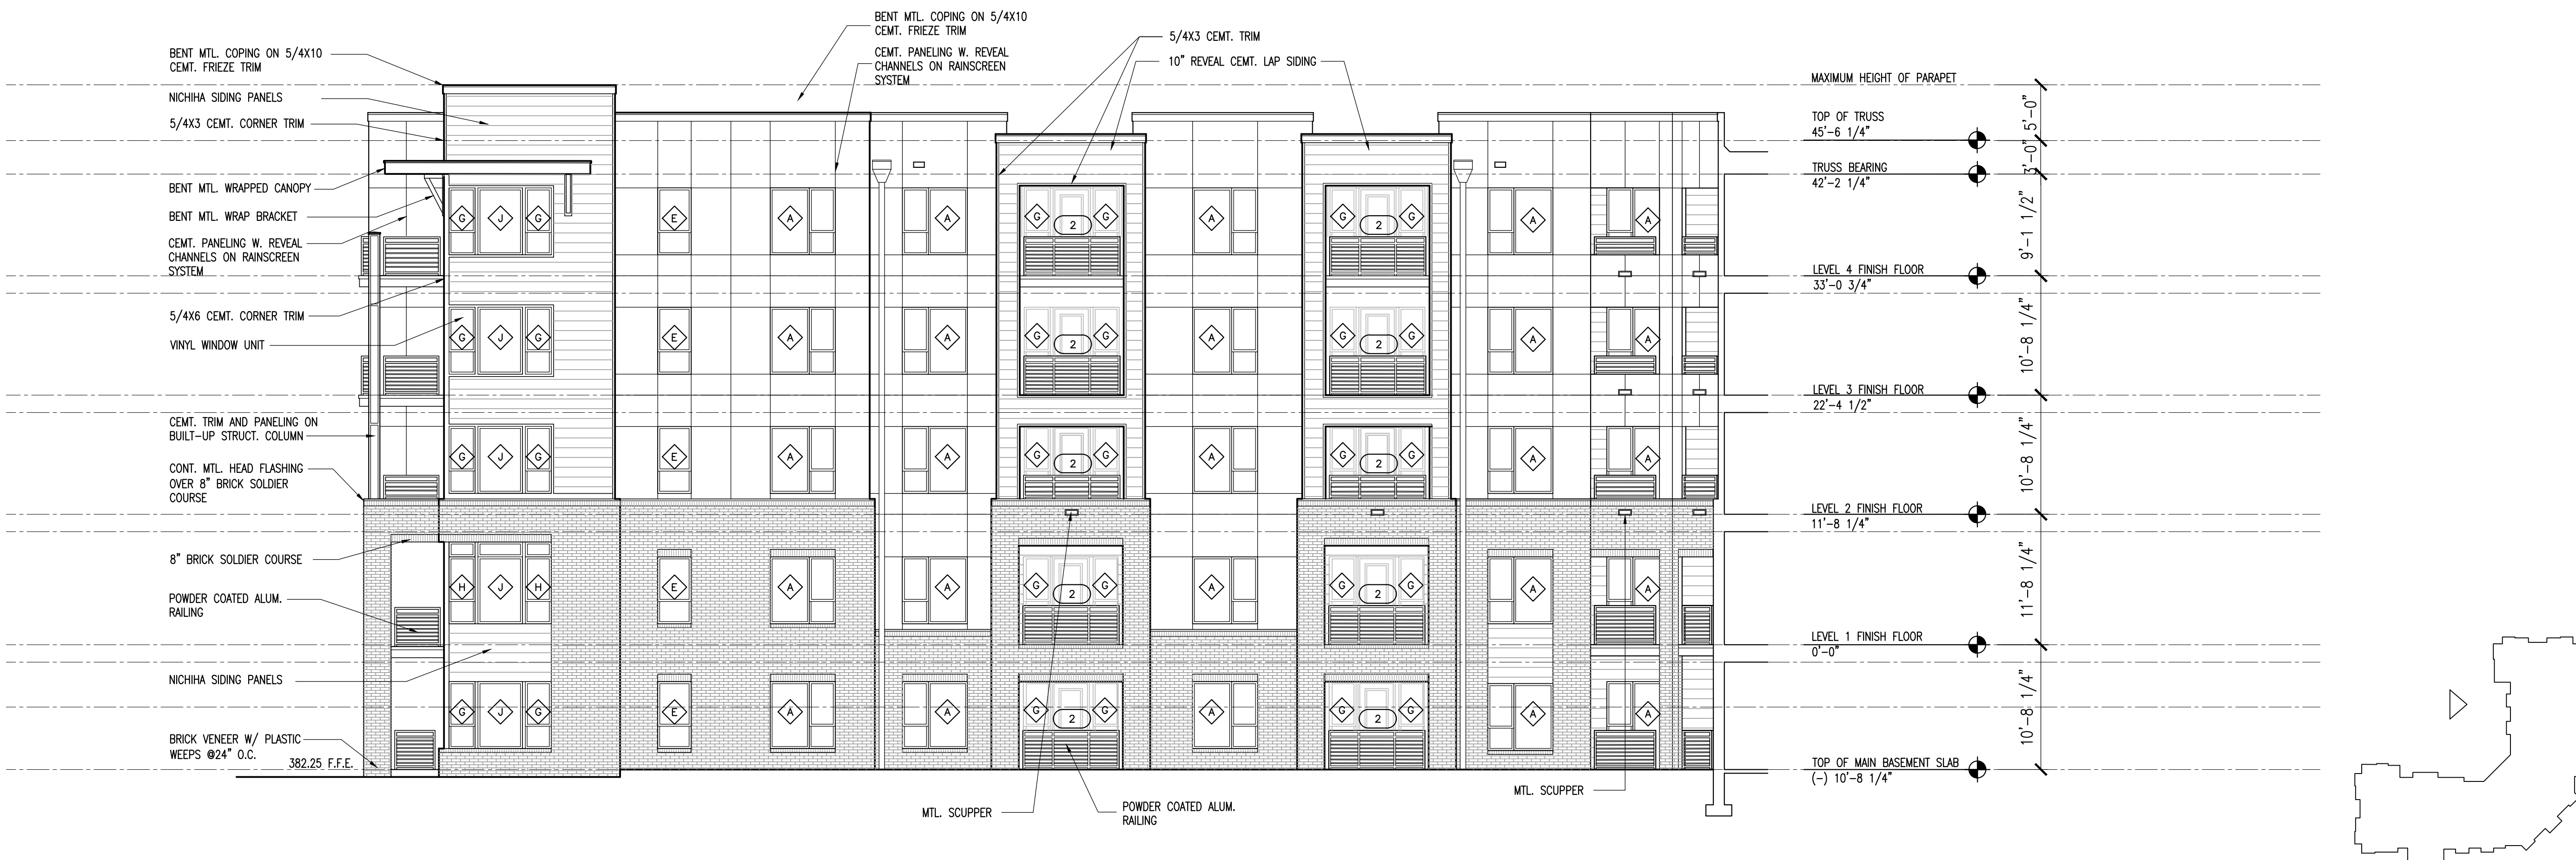 BENT MTL. COPING ON 5/4X10
CEMT. FRIEZE TRIM
NICHIHA SIDING PANELS
5/4X3 CEMT. CORNER TRIM
BENT MTL. WRAPPED CANOPY
BENT MTL. WRAP BRACKET
CEMT. PANELING W. REVEAL
CHANNELS ON RAINSCREEN
SYSTEM
5/4X6 CEMT. CORNER TRIM
VINYL WINDOW UNIT
CEMT. TRIM AND PANELING ON
BUILT-UP STRUCT. COLUMN
CONT. MTL. HEAD FLASHING
OVER 8" BRICK SOLDIER
COURSE
8" BRICK SOLDIER COURSE
POWDER COATED ALUM.
RAILING
NICHIHA SIDING PANELS
BRICK VENEER W/ PLASTIC
WEEPS @24" O.C.
382.25 F.F.E.
BENT MTL. COPING ON 5/4X10
CEMT. FRIEZE TRIM
CEMT. PANELING W. REVEAL
CHANNELS ON RAINSCREEN
SYSTEM
5/4X3 CEMT. TRIM
10" REVEAL CEMT. LAP SIDING
G J G E A A G 2 G A G 2 G A A
G J G E A A G 2 G A G 2 G A A
G J G E A A G 2 G A G 2 G A A
H J H E A A G 2 G A G 2 G A A
G J G E A A G 2 G A G 2 G A A
MTL. SCUPPER
POWDER COATED ALUM.
RAILING
MTL. SCUPPER
MAXIMUM HEIGHT OF PARAPET
TOP OF TRUSS
45'-6 1/4"
TRUSS BEARING
42'-2 1/4"
LEVEL 4 FINISH FLOOR
33'-0 3/4"
LEVEL 3 FINISH FLOOR
22'-4 1/2"
LEVEL 2 FINISH FLOOR
11'-8 1/4"
LEVEL 1 FINISH FLOOR
0'-0"
TOP OF MAIN BASEMENT SLAB
(-) 10'-8 1/4"
5'-0"
3'-0"
9'-1 1/2"
10'-8 1/4"
10'-8 1/4"
11'-8 1/4"
10'-8 1/4"